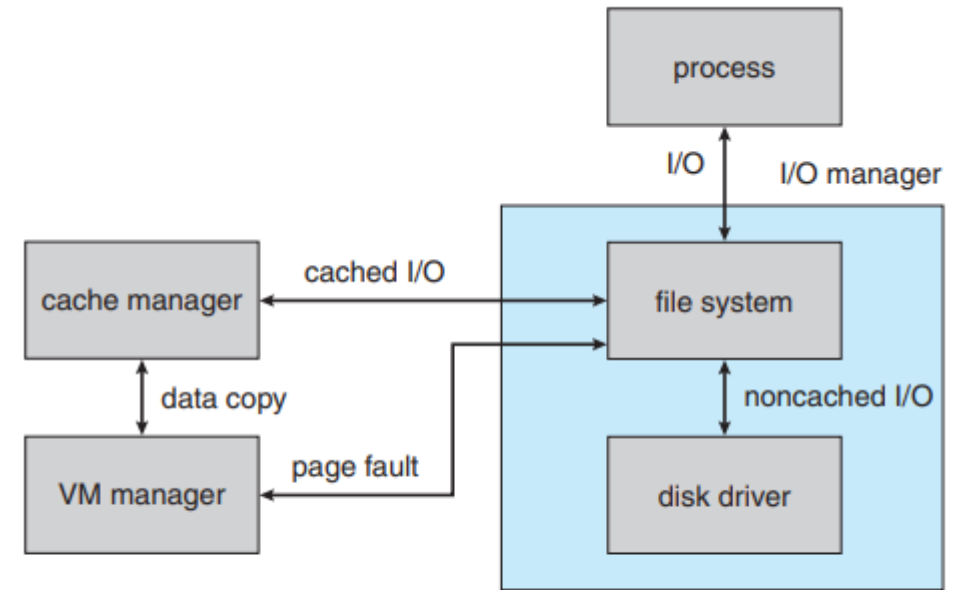 process
I/O
I/O manager
cached I/O
cache manager
file system
data copy
noncached I/O
page fault
VM manager
disk driver